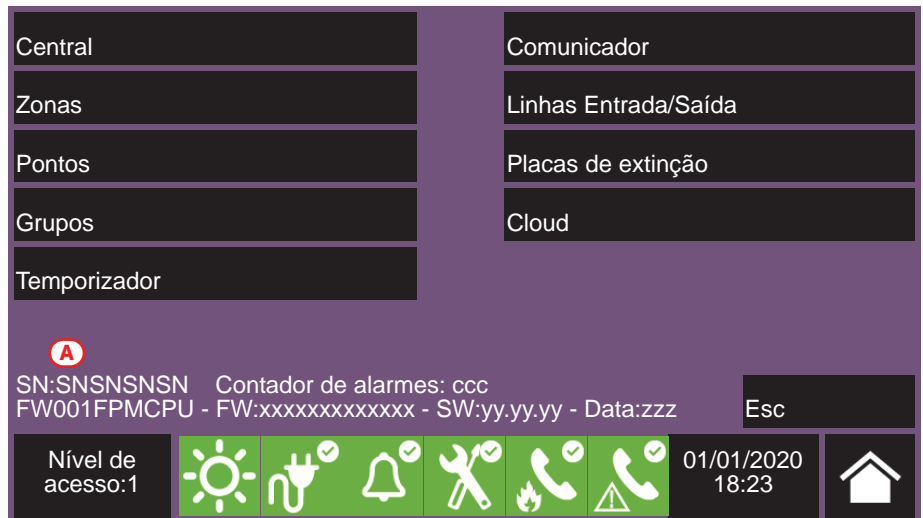 Central
Comunicador
Zonas
Linhas Entrada/Saída
Pontos
Placas de extinção
Grupos
Cloud
Temporizador
A
SN:SNSNSNSN Contador de alarmes: ccc
FW001FPMCPU - FW:xxxxxxxxxxxxx - SW:yy.yy.yy - Data:zzz
Esc
Nível de
acesso:1
01/01/2020
18:23